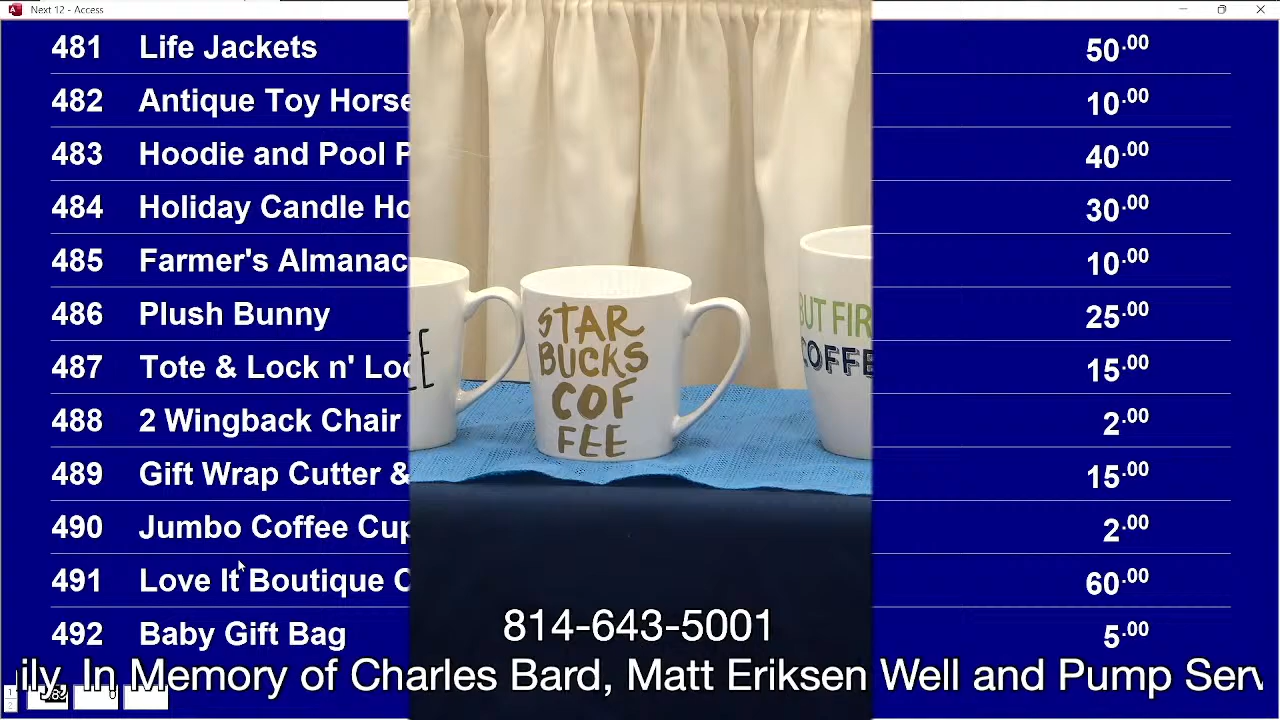 Next 12 - Access
481 Life Jackets 50.00
482 Antique Toy Horse 10.00
483 Hoodie and Pool P 40.00
484 Holiday Candle Ho 30.00
485 Farmer's Almanac 10.00
486 Plush Bunny 25.00
487 Tote & Lock n' Loc 15.00
488 2 Wingback Chair 2.00
489 Gift Wrap Cutter & 15.00
490 Jumbo Coffee Cup 2.00
491 Love It Boutique C 60.00
492 Baby Gift Bag 5.00
STAR
BUCKS
COF
FEE
BUT FIR
COFFE
814-643-5001
ily, In Memory of Charles Bard, Matt Eriksen Well and Pump Serv